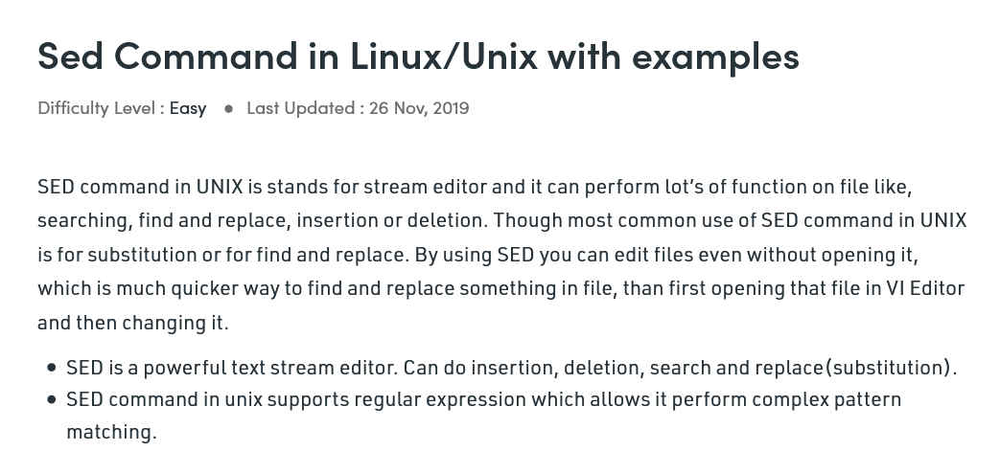 Sed Command in Linux/Unix with examples
Difficulty Level : Easy ● Last Updated : 26 Nov, 2019
SED command in UNIX is stands for stream editor and it can perform lot’s of function on file like,
searching, find and replace, insertion or deletion. Though most common use of SED command in UNIX
is for substitution or for find and replace. By using SED you can edit files even without opening it,
which is much quicker way to find and replace something in file, than first opening that file in VI Editor
and then changing it.
● SED is a powerful text stream editor. Can do insertion, deletion, search and replace(substitution).
● SED command in unix supports regular expression which allows it perform complex pattern
matching.